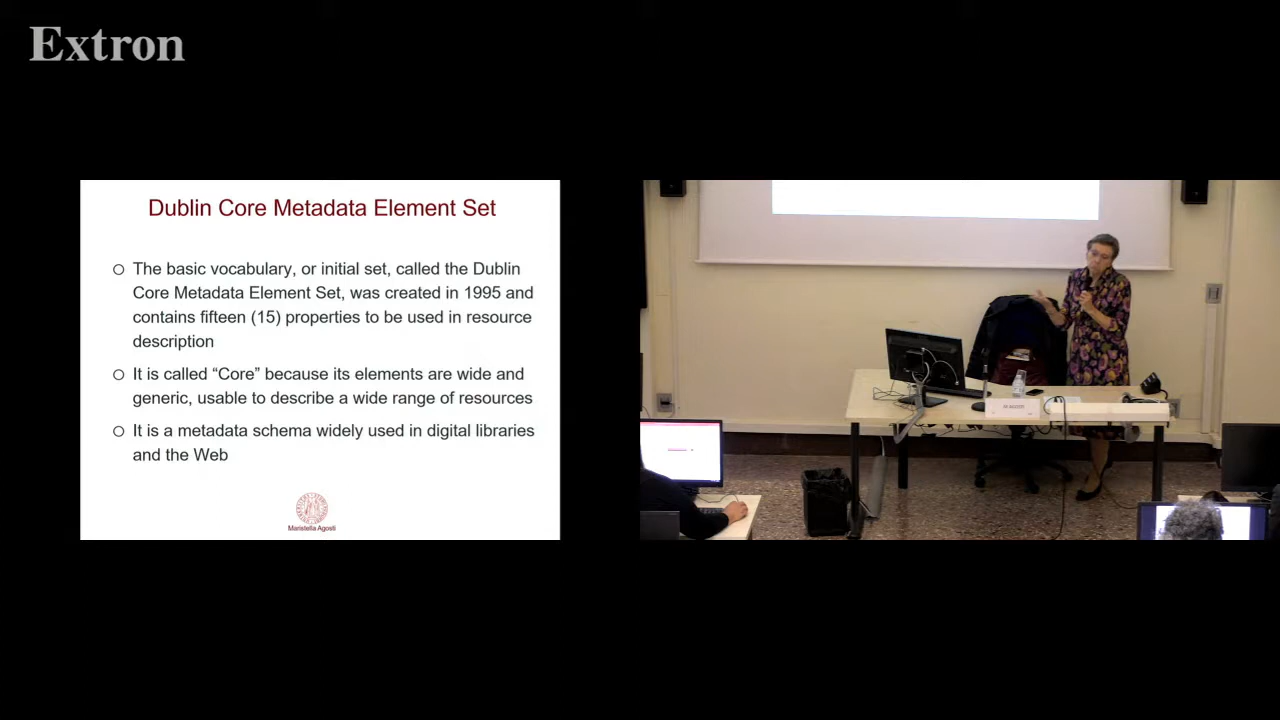 Extron
Dublin Core Metadata Element Set
The basic vocabulary, or initial set, called the Dublin
Core Metadata Element Set, was created in 1995 and
contains fifteen (15) properties to be used in resource
description
It is called “Core” because its elements are wide and
generic, usable to describe a wide range of resources
It is a metadata schema widely used in digital libraries
and the Web
Maristella Agosti